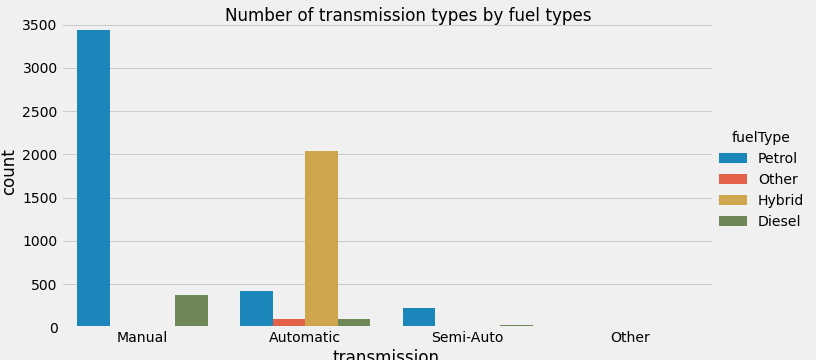 Number of transmission types by fuel types
3500
3000
2500
2000
1500
1000
500
0
count
Manual
Automatic
Semi-Auto
Other
transmission
fuelType
Petrol
Other
Hybrid
Diesel